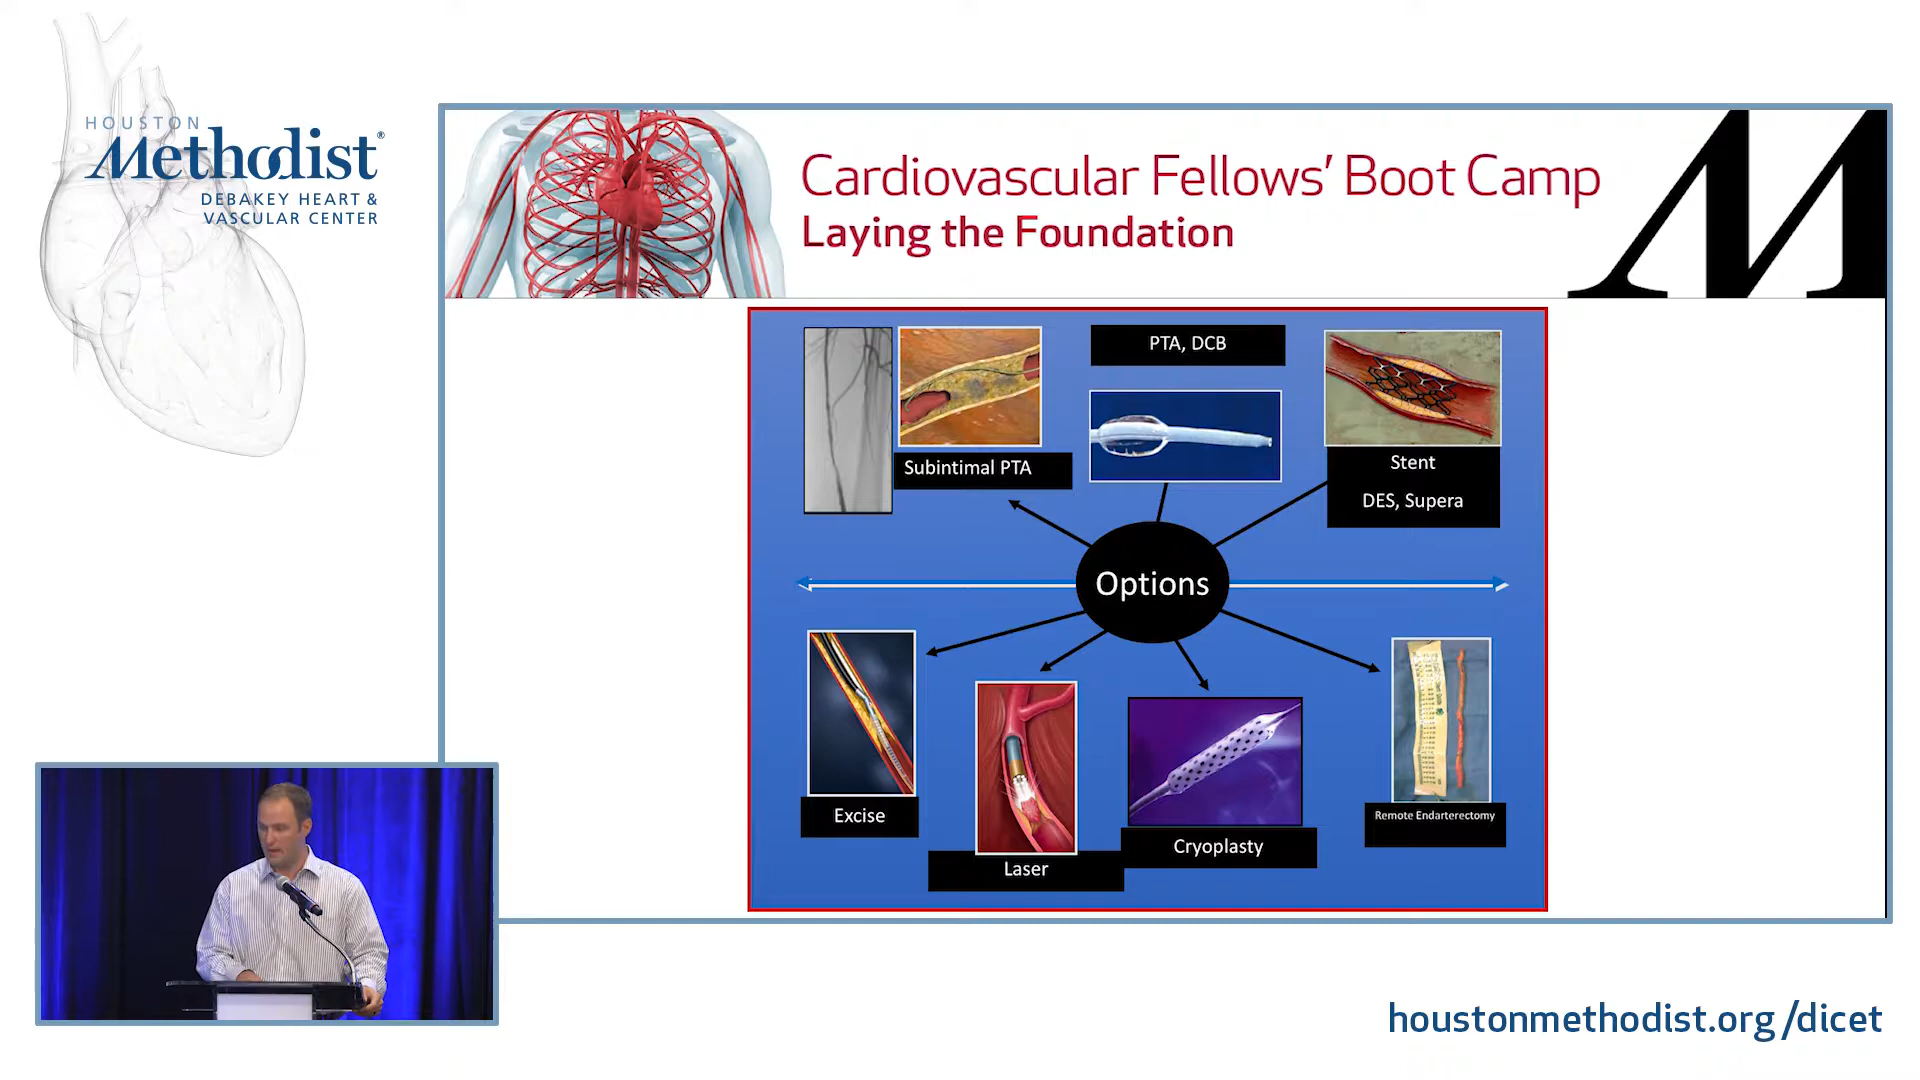 HOUSTON
Methodist®
DEBAKEY HEART &
VASCULAR CENTER
Cardiovascular Fellows' Boot Camp
Laying the Foundation
M
PTA, DCB
Subintimal PTA
Stent
DES, Supera
Options
Excise
Laser
Cryoplasty
Remote Endarterectomy
houstonmethodist.org/dicet